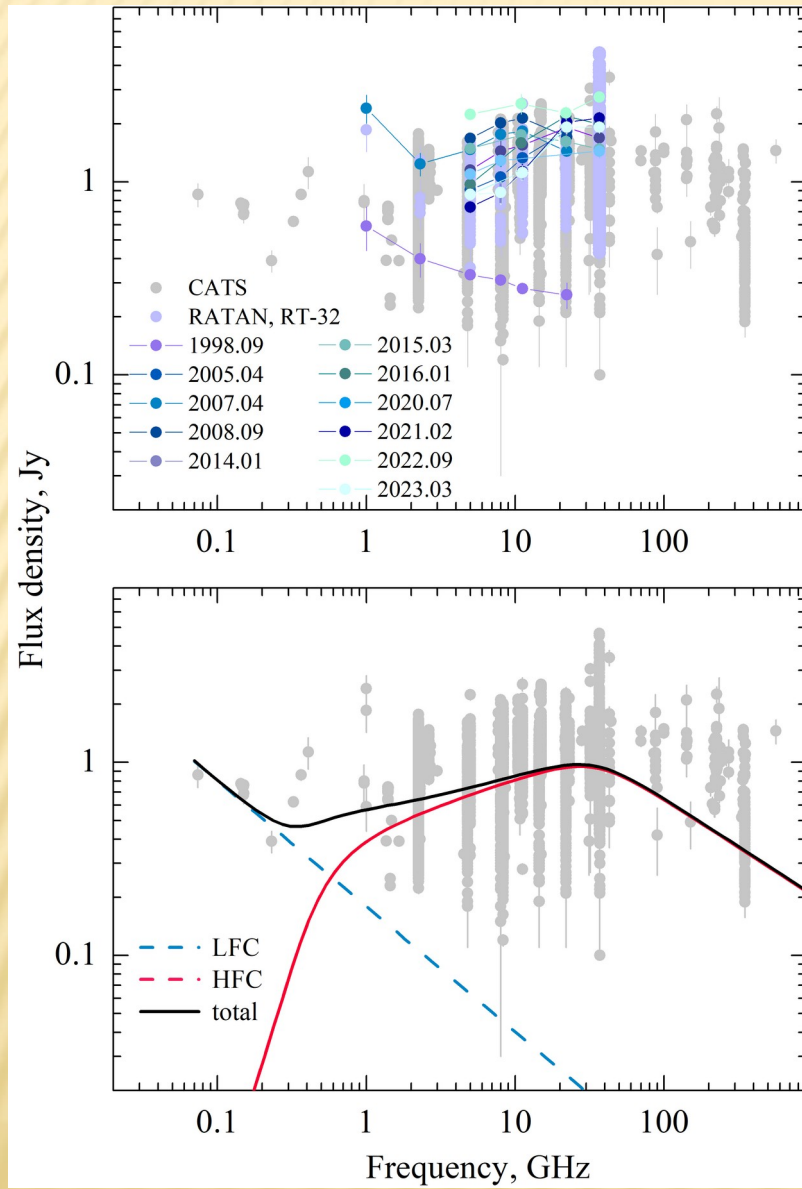 Flux density, Jy
1
0.1
CATS
RATAN, RT-32
1998.09
2005.04
2007.04
2008.09
2014.01
2015.03
2016.01
2020.07
2021.02
2022.09
2023.03
0.1 1 10 100
1
0.1
LFC
HFC
total
0.1 1 10 100
Frequency, GHz